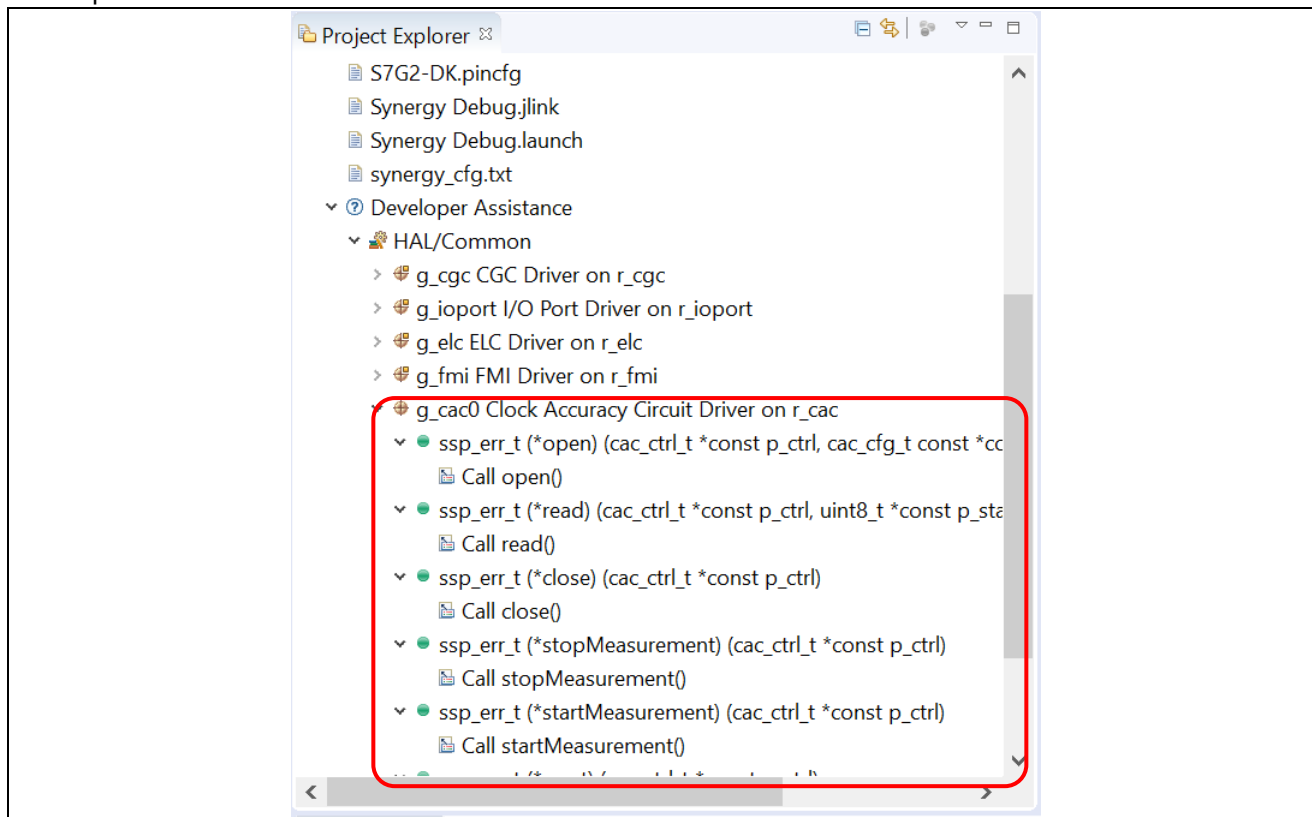 Project Explorer
S7G2-DK.pincfg
Synergy Debug.jlink
Synergy Debug.launch
synergy_cfg.txt
Developer Assistance
HAL/Common
g_cgc CGC Driver on r_cgc
g_ioport I/O Port Driver on r_ioport
g_elc ELC Driver on r_elc
g_fmi FMI Driver on r_fmi
g_cac0 Clock Accuracy Circuit Driver on r_cac
ssp_err_t (*open) (cac_ctrl_t *const p_ctrl, cac_cfg_t const *cc
Call open()
ssp_err_t (*read) (cac_ctrl_t *const p_ctrl, uint8_t *const p_sta
Call read()
ssp_err_t (*close) (cac_ctrl_t *const p_ctrl)
Call close()
ssp_err_t (*stopMeasurement) (cac_ctrl_t *const p_ctrl)
Call stopMeasurement()
ssp_err_t (*startMeasurement) (cac_ctrl_t *const p_ctrl)
Call startMeasurement()